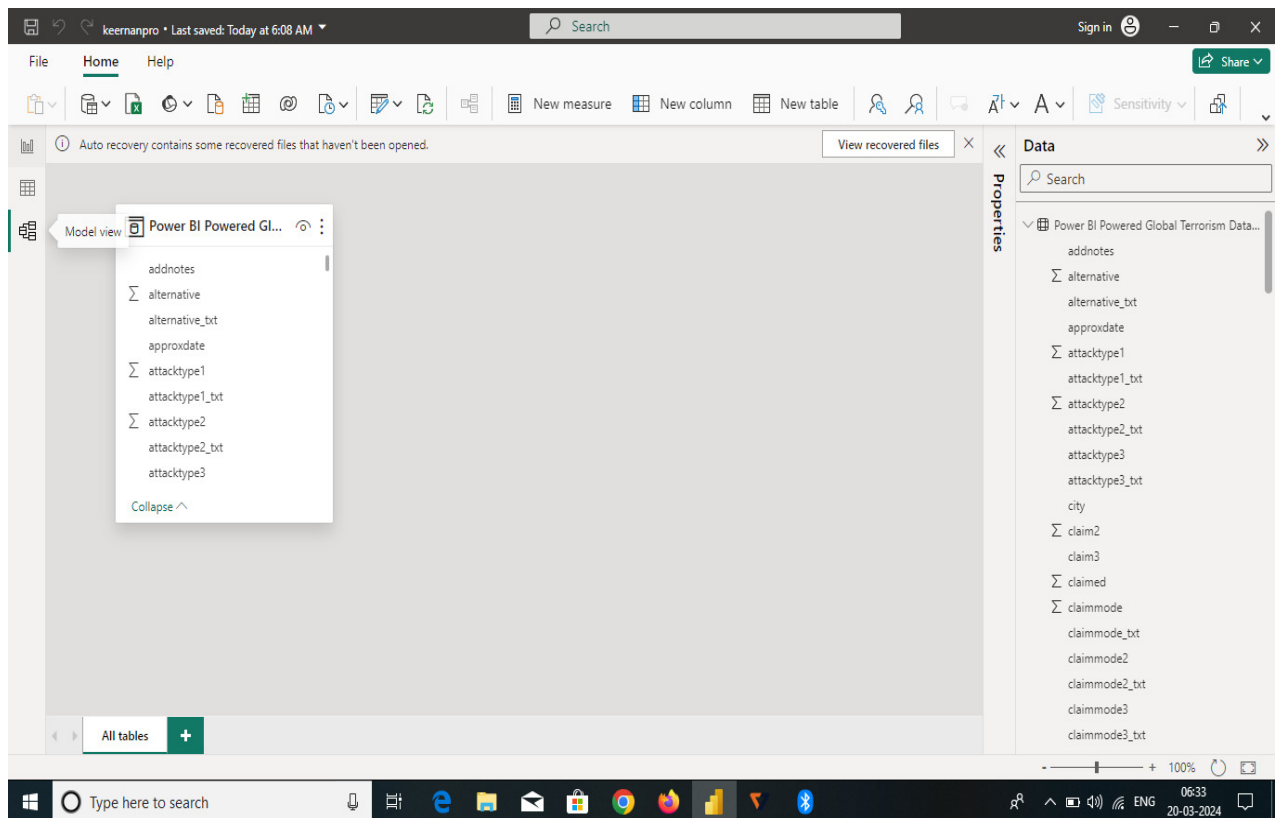 keernanpro • Last saved: Today at 6:08 AM
Search
Sign in
File
Home
Help
Share
New measure
New column
New table
Sensitivity
Auto recovery contains some recovered files that haven't been opened.
View recovered files
Model view
Power BI Powered Gl...
addnotes
∑ alternative
alternative_txt
approxdate
∑ attacktype1
attacktype1_txt
∑ attacktype2
attacktype2_txt
attacktype3
Collapse
All tables
Properties
Data
Search
Power BI Powered Global Terrorism Data...
addnotes
∑ alternative
alternative_txt
approxdate
∑ attacktype1
attacktype1_txt
∑ attacktype2
attacktype2_txt
attacktype3
attacktype3_txt
city
∑ claim2
claim3
∑ claimed
∑ claimmode
claimmode_txt
claimmode2
claimmode2_txt
claimmode3
claimmode3_txt
100%
Type here to search
ENG
06:33
20-03-2024